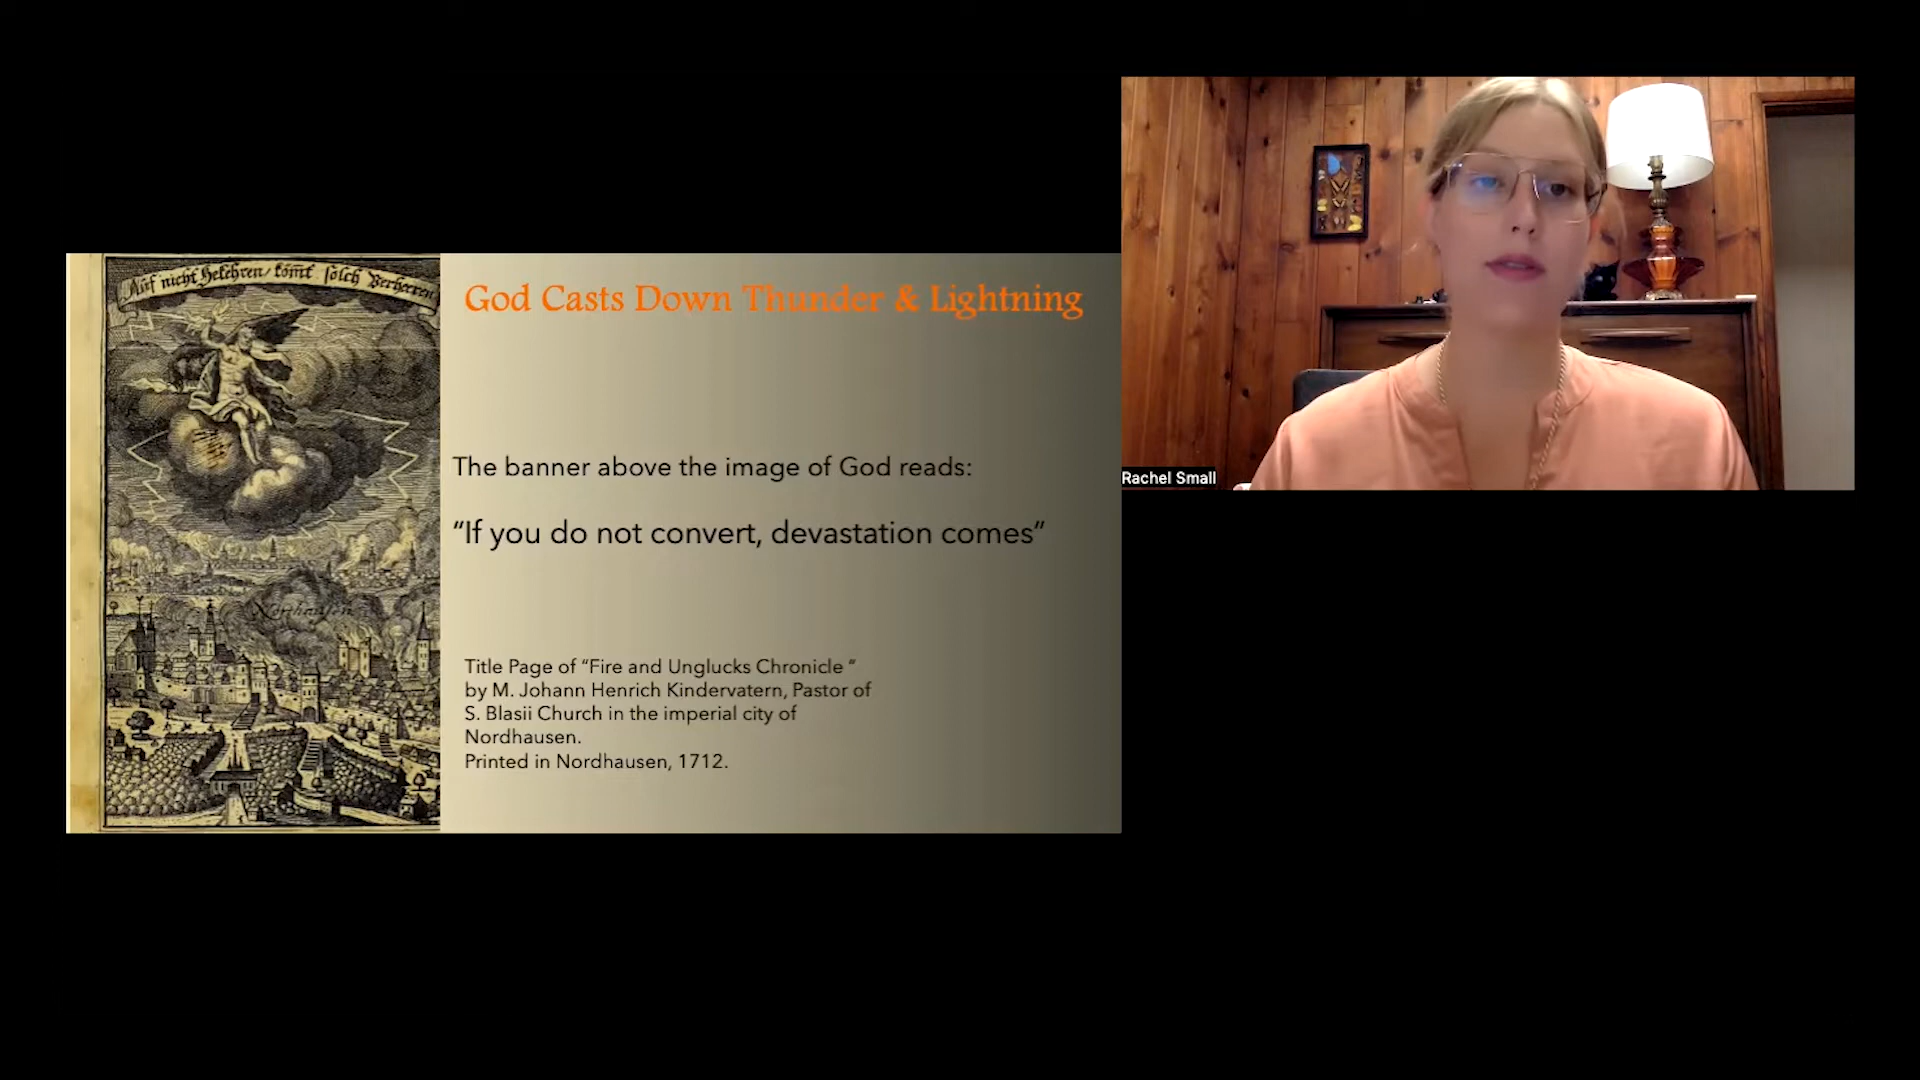 Auf nicht Bekehren/ kom̄t solch Verheeren
Nordhausen
God Casts Down Thunder & Lightning
The banner above the image of God reads:
“If you do not convert, devastation comes“
Title Page of “Fire and Unglucks Chronicle “
by M. Johann Henrich Kindervatern, Pastor of
S. Blasii Church in the imperial city of
Nordhausen.
Printed in Nordhausen, 1712.
Rachel Small